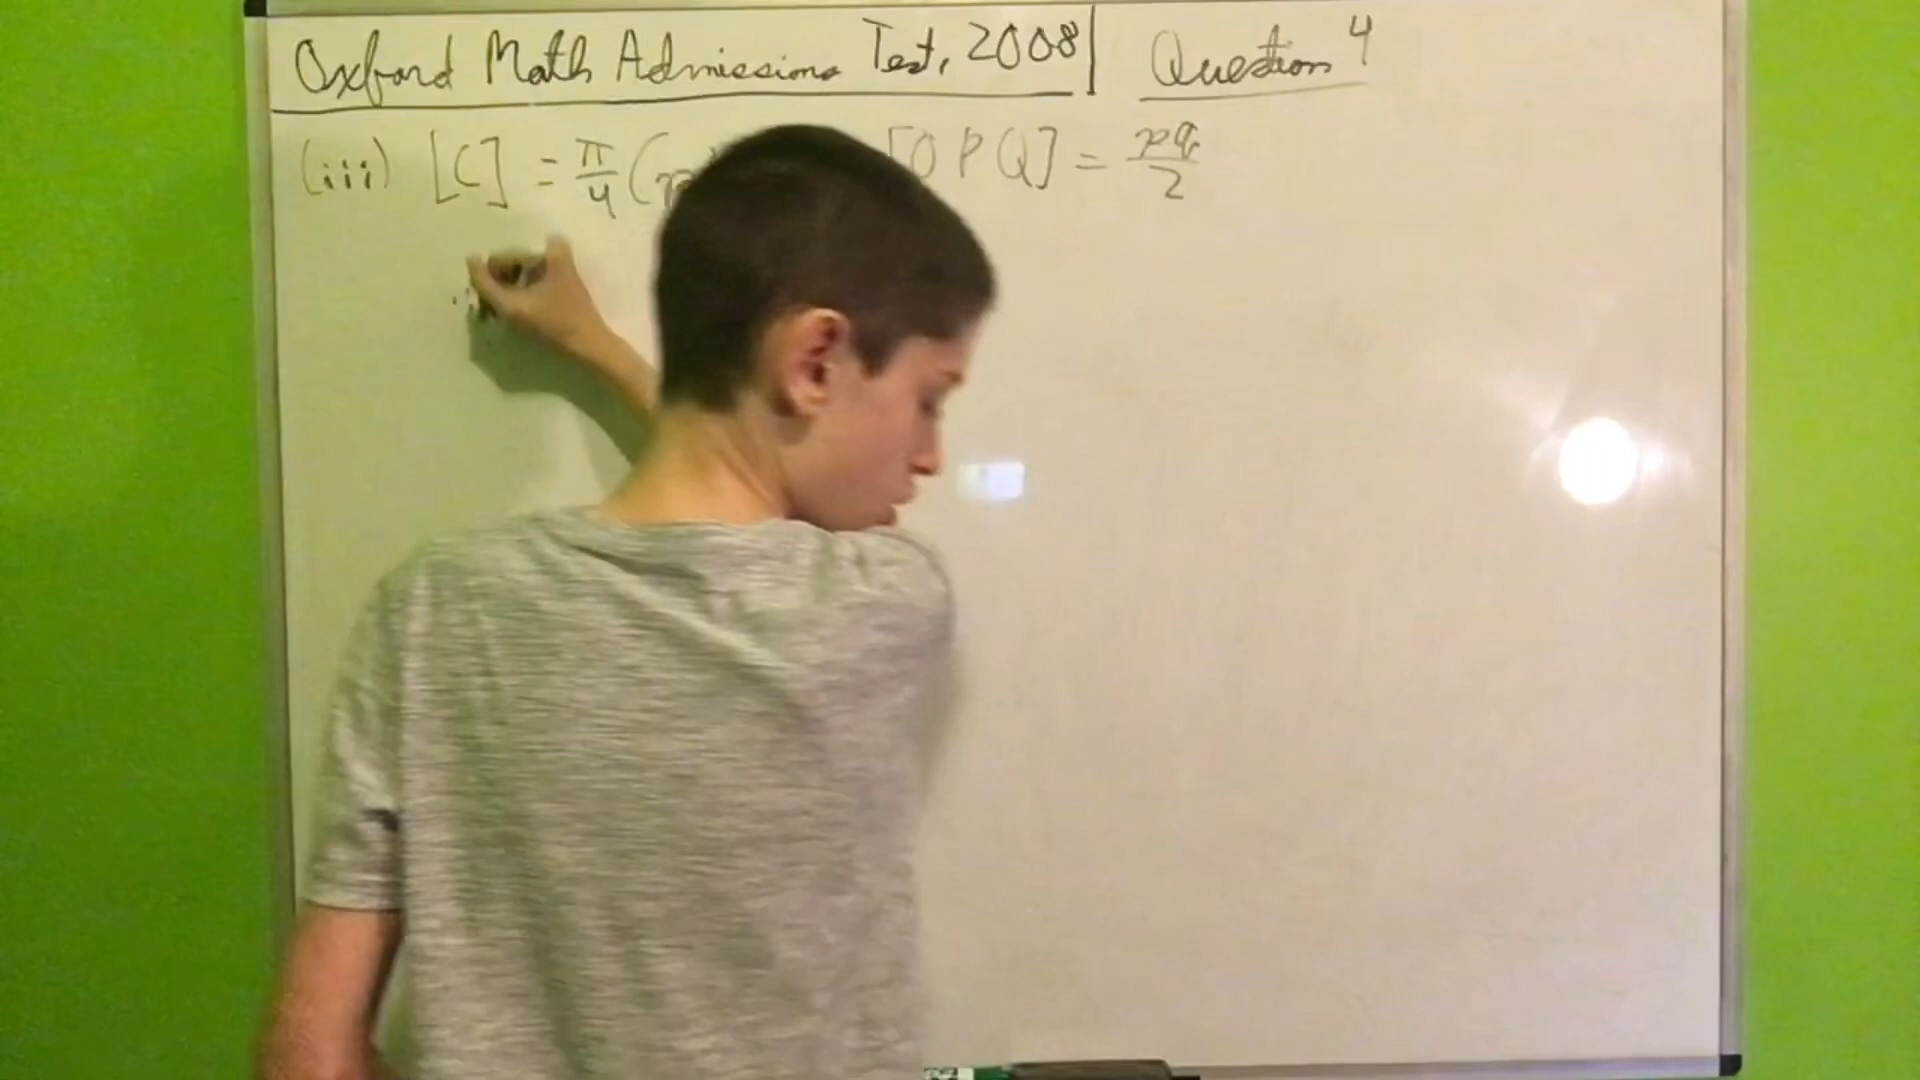 Oxford Math Admissions Test, 2008 | Question 4
(iii) [C] = π/4 (p [OPQ] = pq/2